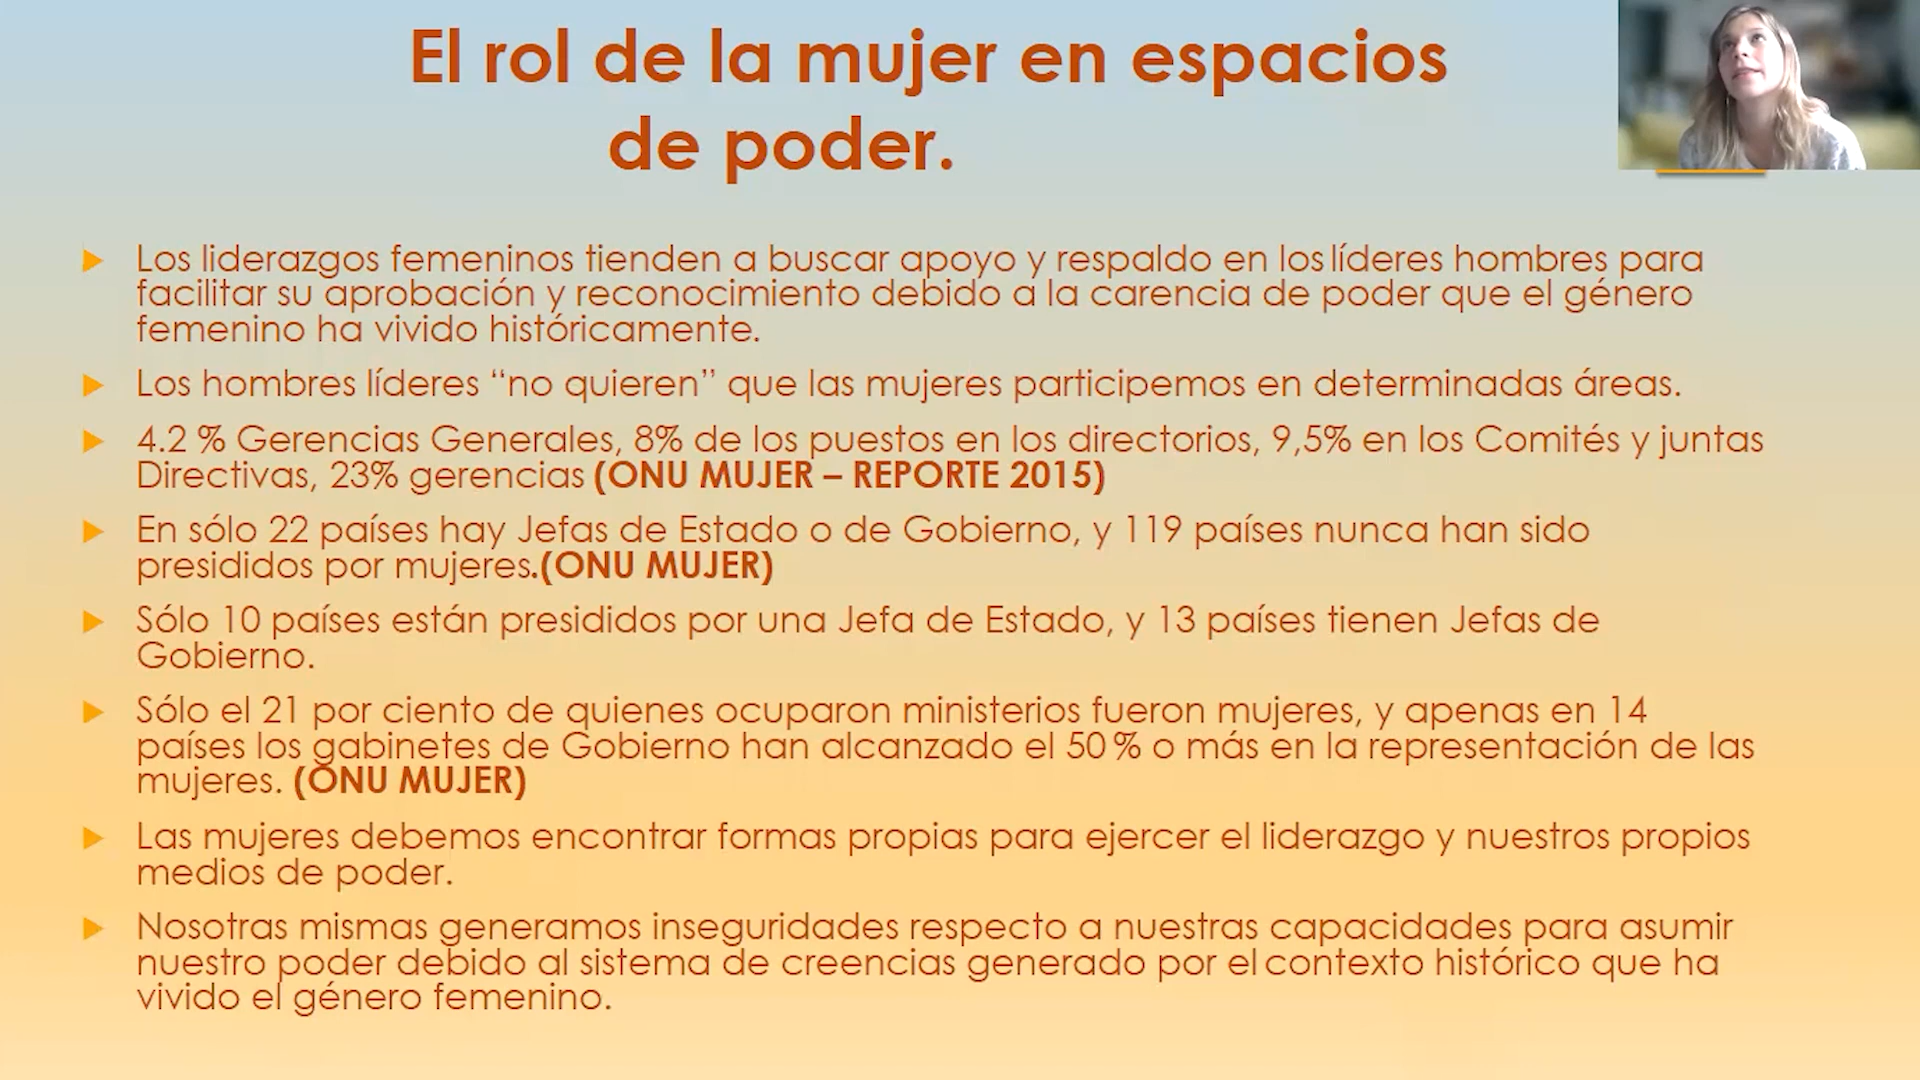 El rol de la mujer en espacios
de poder.
Los liderazgos femeninos tienden a buscar apoyo y respaldo en los líderes hombres para
facilitar su aprobación y reconocimiento debido a la carencia de poder que el género
femenino ha vivido históricamente.
Los hombres líderes “no quieren” que las mujeres participemos en determinadas áreas.
4.2 % Gerencias Generales, 8% de los puestos en los directorios, 9,5% en los Comités y juntas
Directivas, 23% gerencias (ONU MUJER – REPORTE 2015)
En sólo 22 países hay Jefas de Estado o de Gobierno, y 119 países nunca han sido
presididos por mujeres.(ONU MUJER)
Sólo 10 países están presididos por una Jefa de Estado, y 13 países tienen Jefas de
Gobierno.
Sólo el 21 por ciento de quienes ocuparon ministerios fueron mujeres, y apenas en 14
países los gabinetes de Gobierno han alcanzado el 50 % o más en la representación de las
mujeres. (ONU MUJER)
Las mujeres debemos encontrar formas propias para ejercer el liderazgo y nuestros propios
medios de poder.
Nosotras mismas generamos inseguridades respecto a nuestras capacidades para asumir
nuestro poder debido al sistema de creencias generado por el contexto histórico que ha
vivido el género femenino.